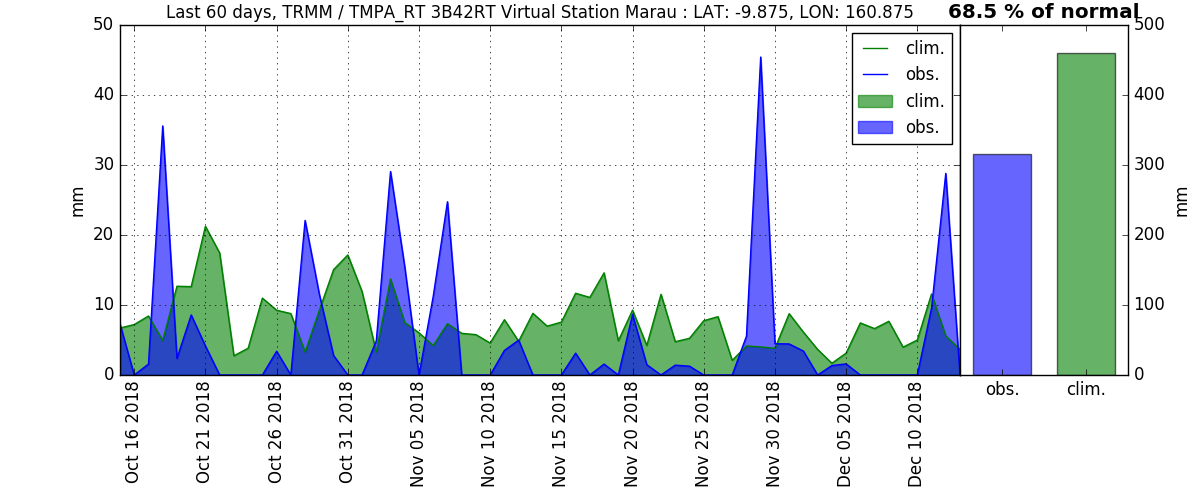 Last 60 days, TRMM / TMPA_RT 3B42RT Virtual Station Marau : LAT: -9.875, LON: 160.875
68.5 % of normal
50
40
30
20
10
0
mm
clim.
obs.
clim.
obs.
500
400
300
200
100
0
mm
obs.
clim.
Oct 16 2018
Oct 21 2018
Oct 26 2018
Oct 31 2018
Nov 05 2018
Nov 10 2018
Nov 15 2018
Nov 20 2018
Nov 25 2018
Nov 30 2018
Dec 05 2018
Dec 10 2018